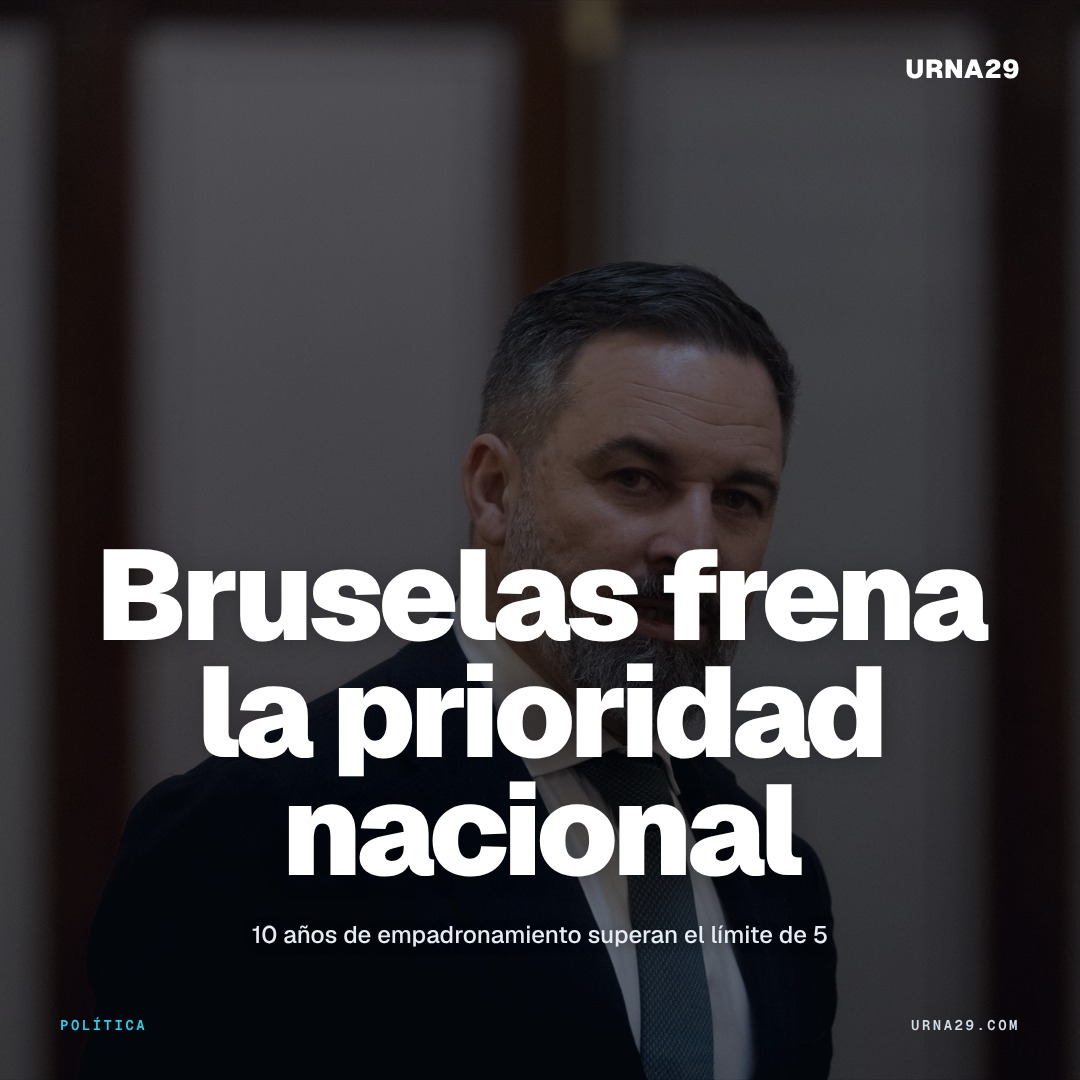 URNA29
Bruselas frena
la prioridad
nacional
10 años de empadronamiento superan el límite de 5
POLÍTICA
URNA29.COM